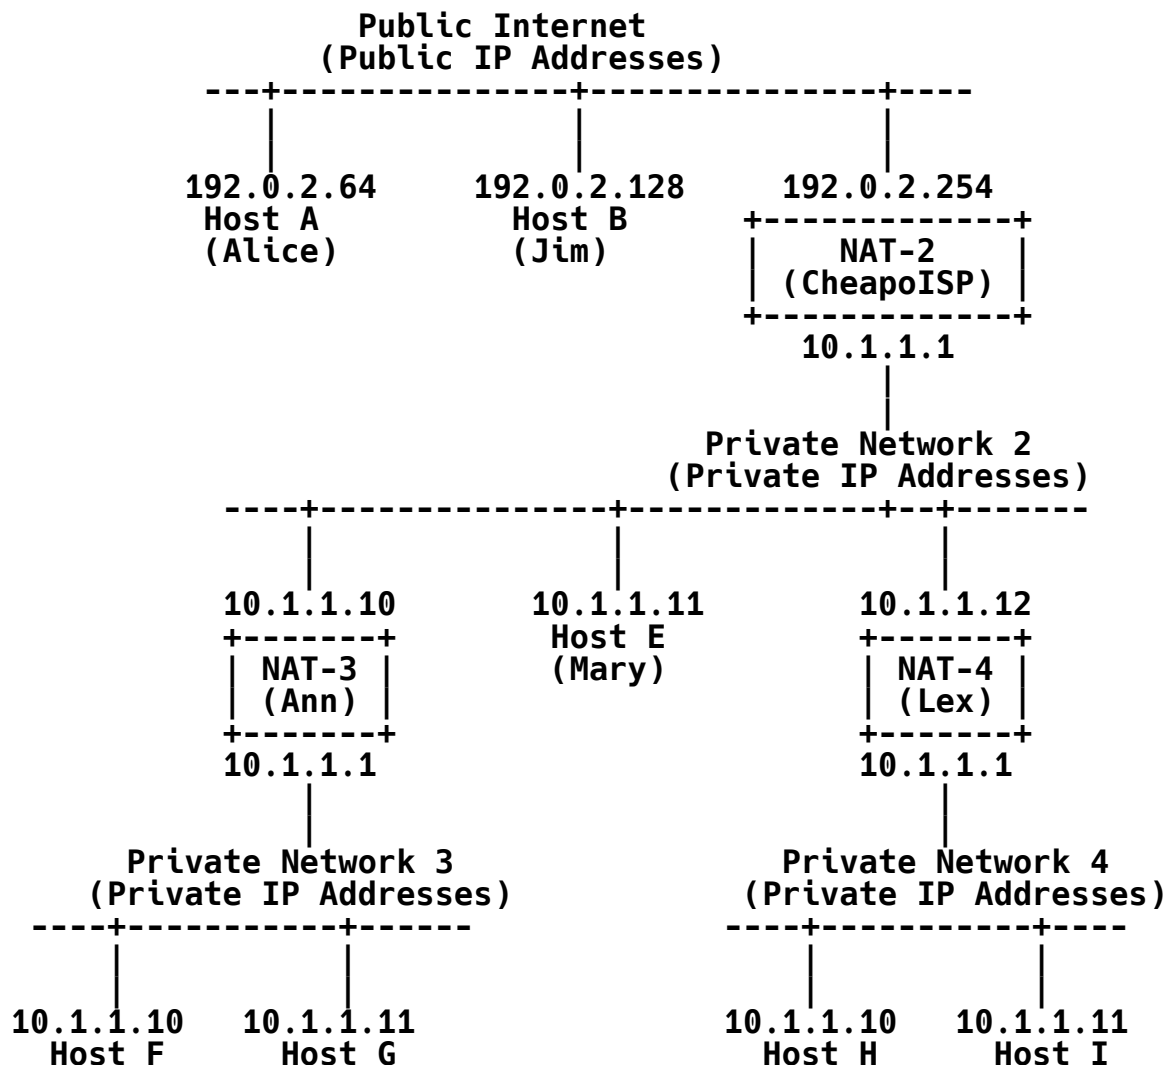 Public Internet
(Public IP Addresses)
---+---------------+---------------+----
| | |
| | |
192.0.2.64 192.0.2.128 192.0.2.254
Host A Host B +-------------+
(Alice) (Jim) | NAT-2 |
| (CheapoISP) |
+-------------+
10.1.1.1
|
|
Private Network 2
(Private IP Addresses)
----+---------------+-------------+--+-------
| | |
| | |
10.1.1.10 10.1.1.11 10.1.1.12
+-------+ Host E +-------+
| NAT-3 | (Mary) | NAT-4 |
| (Ann) | | (Lex) |
+-------+ +-------+
10.1.1.1 10.1.1.1
| |
| |
Private Network 3 Private Network 4
(Private IP Addresses) (Private IP Addresses)
----+-----------+------ ----+-----------+----
| | | |
| | | |
10.1.1.10 10.1.1.11 10.1.1.10 10.1.1.11
Host F Host G Host H Host I